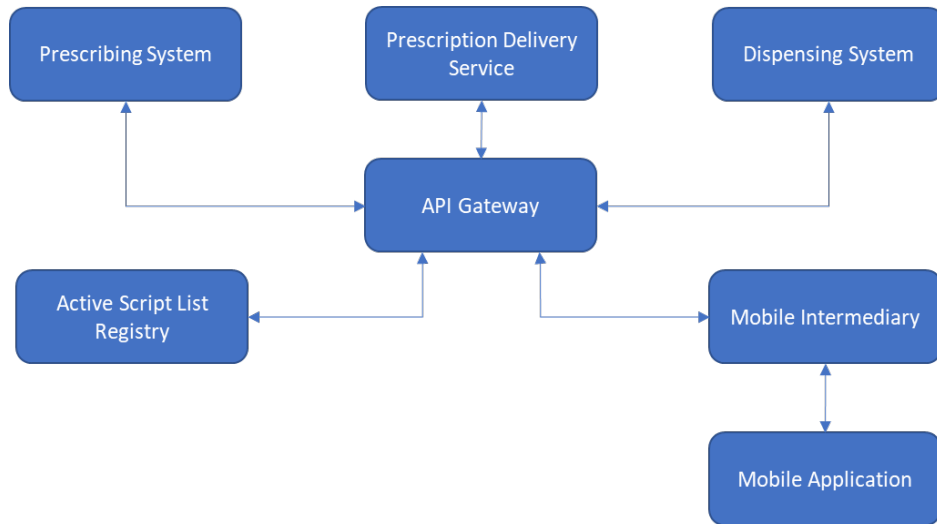 Prescribing System
Prescription Delivery
Service
Dispensing System
API Gateway
Active Script List
Registry
Mobile Intermediary
Mobile Application